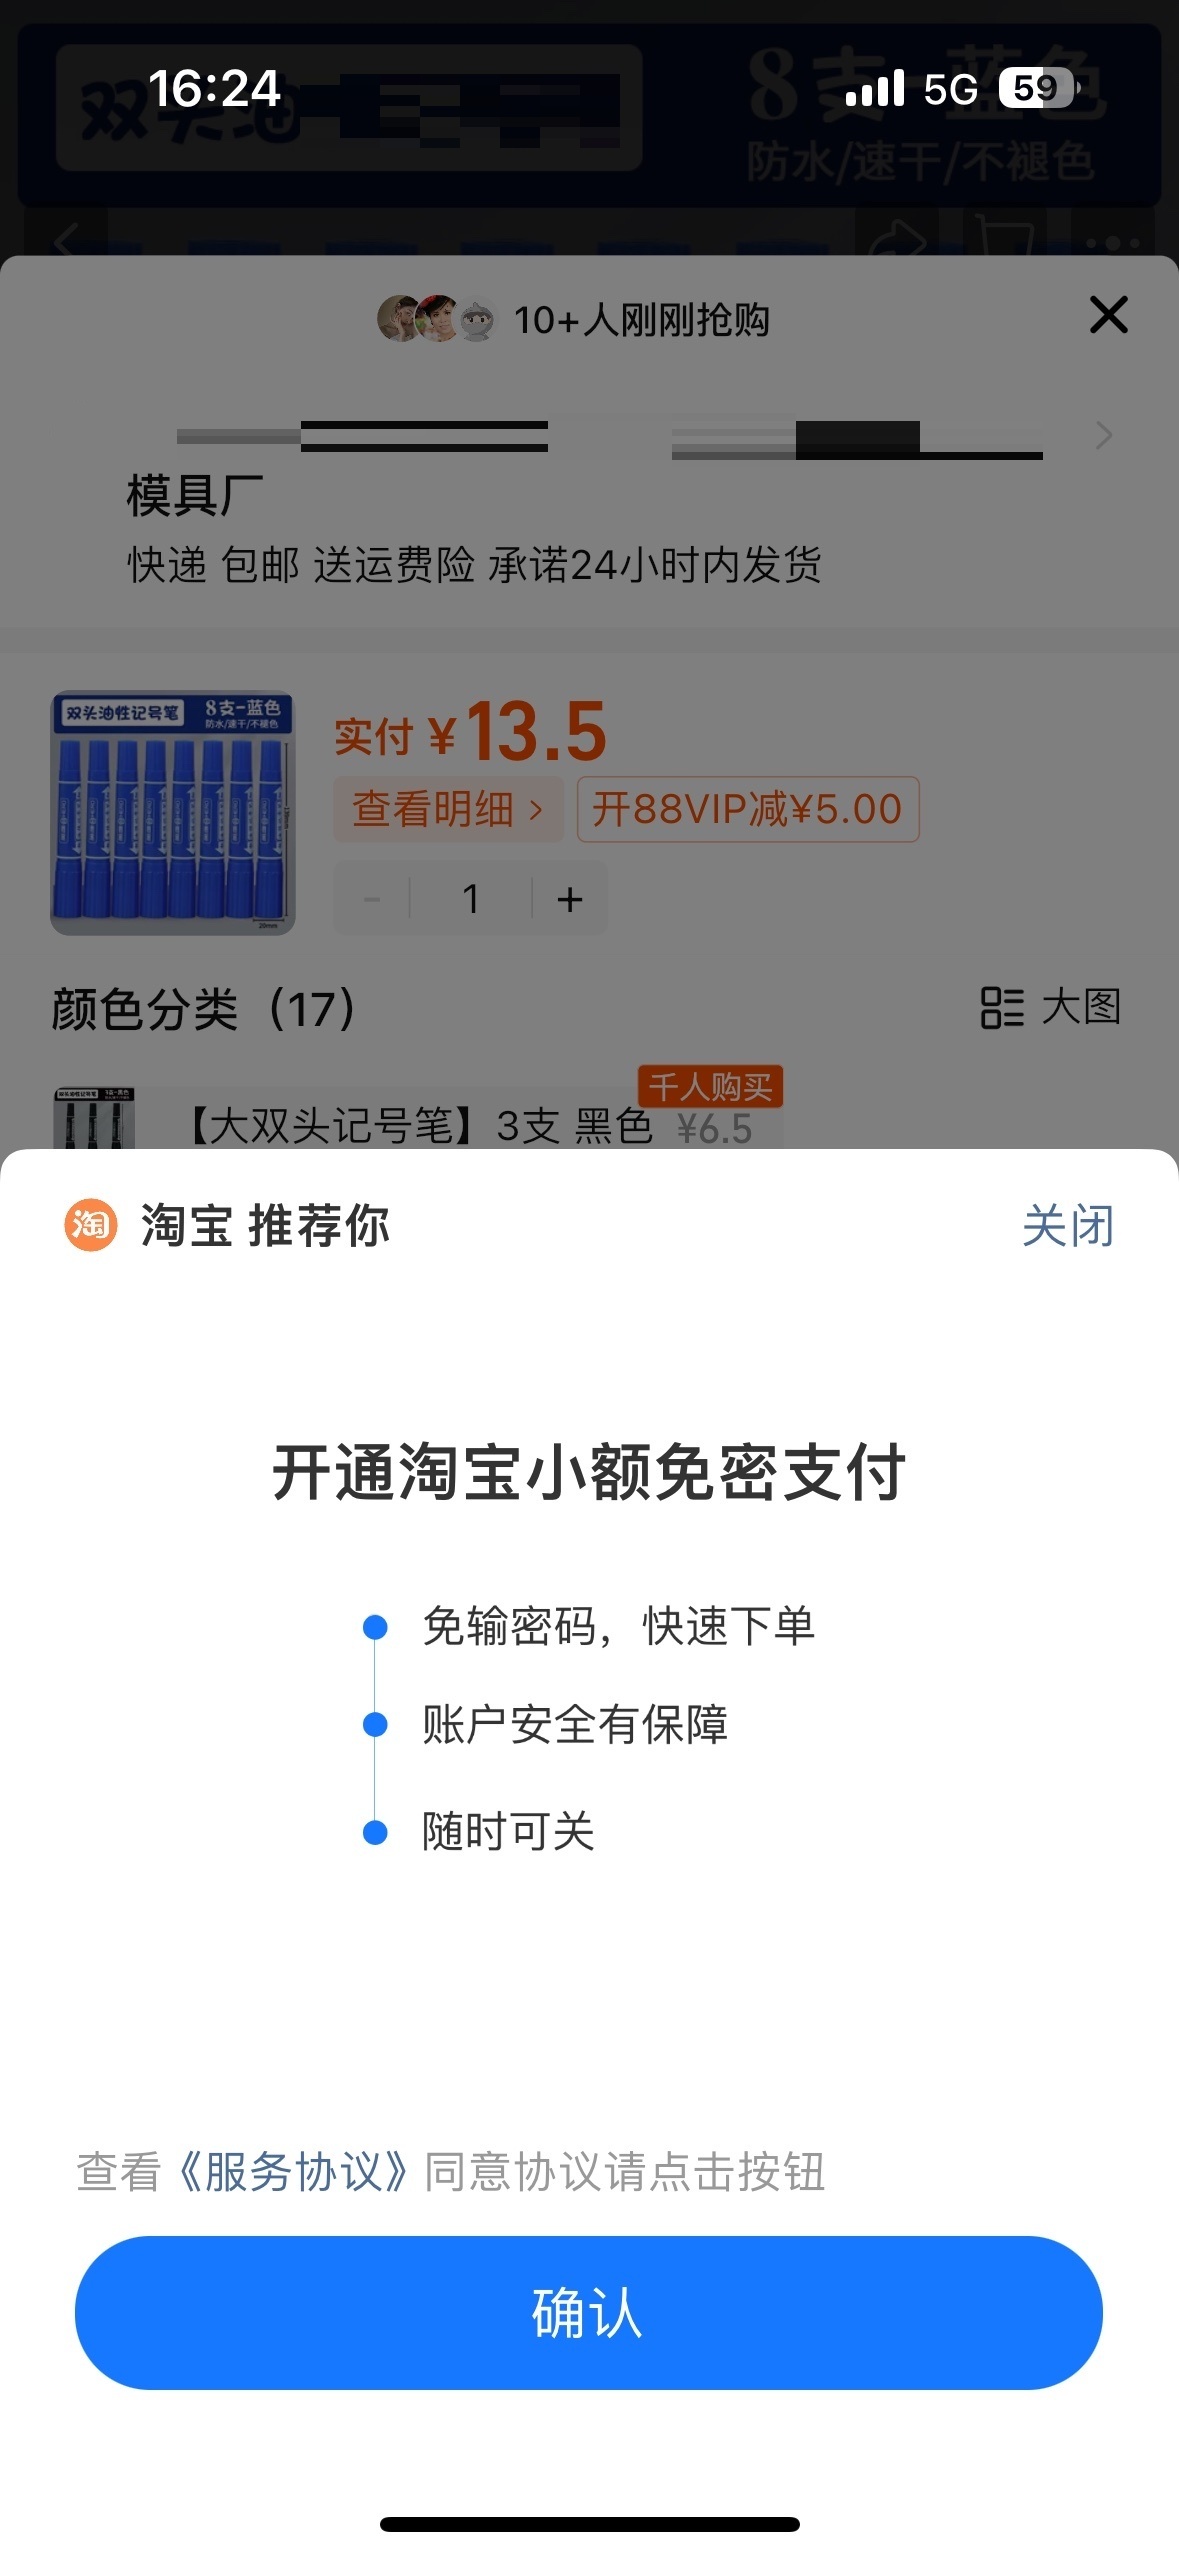 16:24
5G
59
8支-蓝色
防水/速干/不褪色
10+人刚刚抢购
模具厂
快递 包邮 送运费险 承诺24小时内发货
双头油性记号笔
8支-蓝色
防水/速干/不褪色
20mm
实付 ¥13.5
查看明细 >
开88VIP减¥5.00
- 1 +
颜色分类（17）
大图
千人购买
【大双头记号笔】3支 黑色 ¥6.5
淘 淘宝 推荐你
关闭
开通淘宝小额免密支付
免输密码，快速下单
账户安全有保障
随时可关
查看《服务协议》同意协议请点击按钮
确认